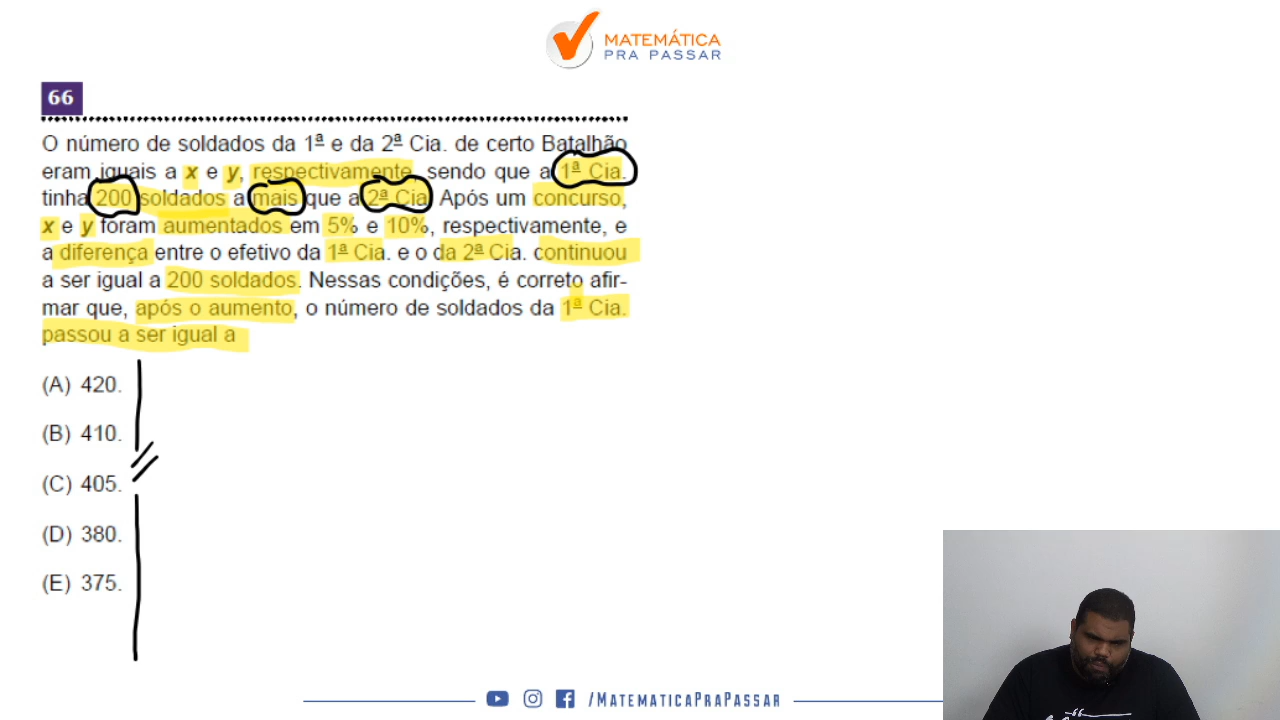 MATEMÁTICA
PRA PASSAR
66
O número de soldados da 1ª e da 2ª Cia. de certo Batalhão
eram iguais a x e y, respectivamente, sendo que a 1ª Cia.
tinha 200 soldados a mais que a 2ª Cia. Após um concurso,
x e y foram aumentados em 5% e 10%, respectivamente, e
a diferença entre o efetivo da 1ª Cia. e o da 2ª Cia. continuou
a ser igual a 200 soldados. Nessas condições, é correto afir-
mar que, após o aumento, o número de soldados da 1ª Cia.
passou a ser igual a
(A) 420.
(B) 410.
(C) 405.
(D) 380.
(E) 375.
/MATEMATICAPRAPASSAR